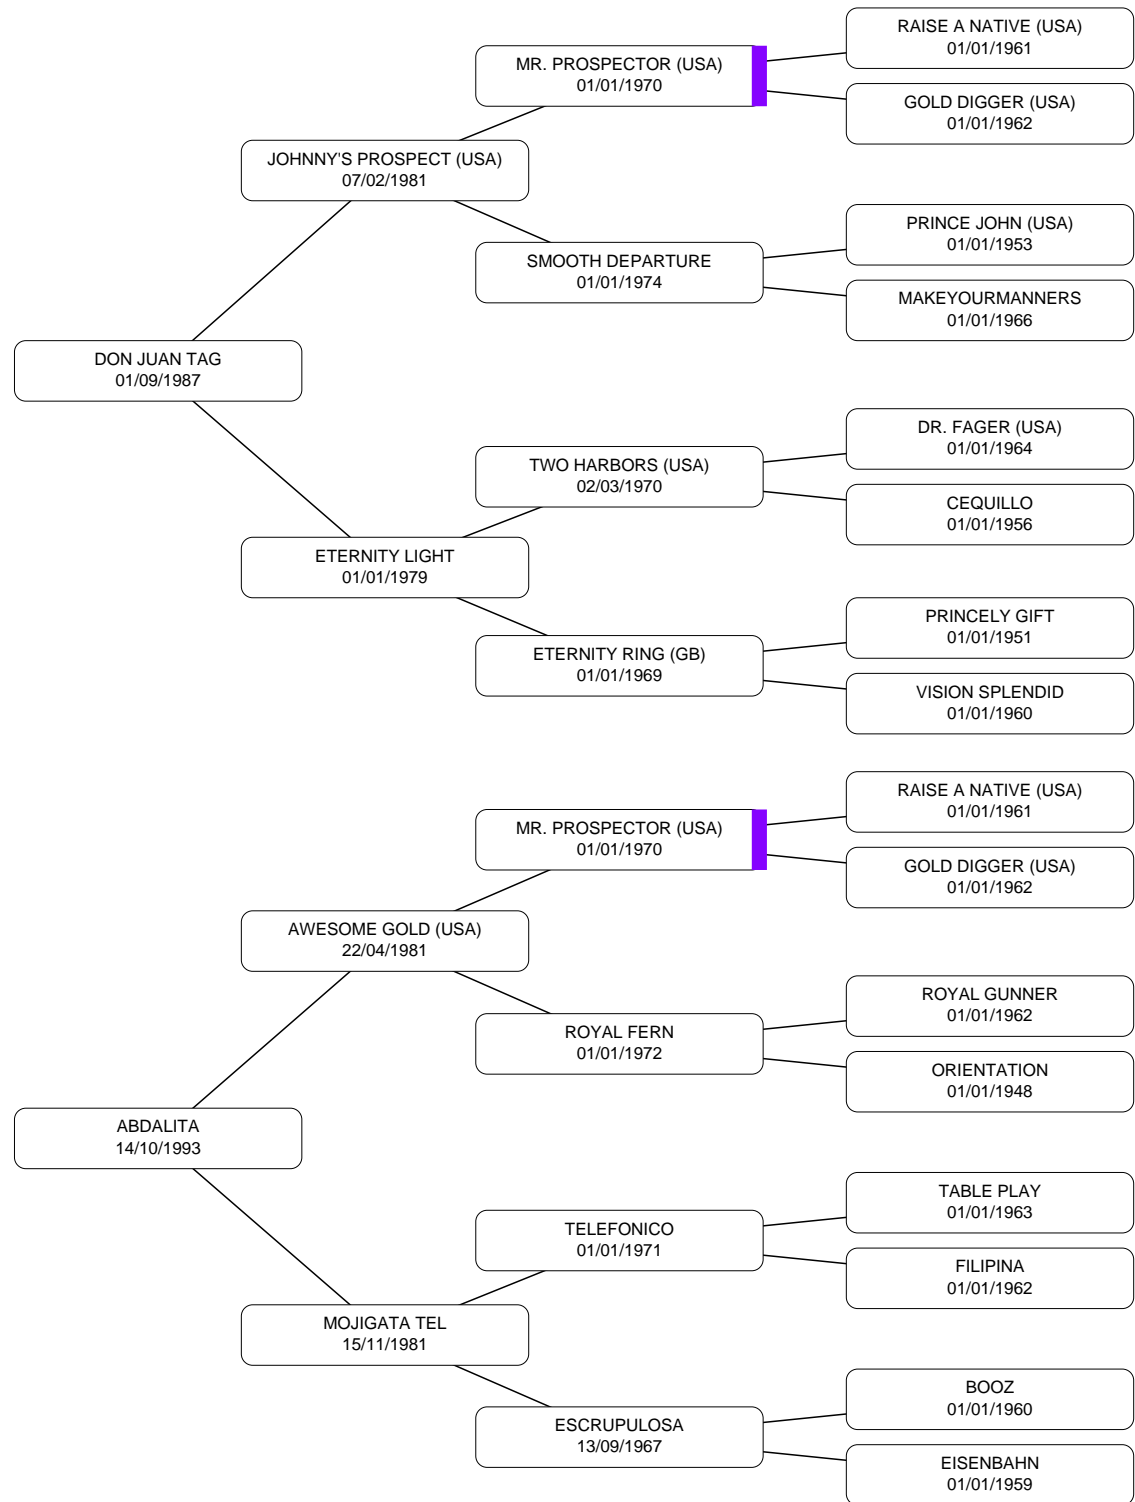 RAISE A NATIVE (USA)
01/01/1961
MR. PROSPECTOR (USA)
01/01/1970
GOLD DIGGER (USA)
01/01/1962
JOHNNY'S PROSPECT (USA)
07/02/1981
PRINCE JOHN (USA)
01/01/1953
SMOOTH DEPARTURE
01/01/1974
MAKEYOURMANNERS
01/01/1966
DON JUAN TAG
01/09/1987
DR. FAGER (USA)
01/01/1964
TWO HARBORS (USA)
02/03/1970
CEQUILLO
01/01/1956
ETERNITY LIGHT
01/01/1979
PRINCELY GIFT
01/01/1951
ETERNITY RING (GB)
01/01/1969
VISION SPLENDID
01/01/1960
RAISE A NATIVE (USA)
01/01/1961
MR. PROSPECTOR (USA)
01/01/1970
GOLD DIGGER (USA)
01/01/1962
AWESOME GOLD (USA)
22/04/1981
ROYAL GUNNER
01/01/1962
ROYAL FERN
01/01/1972
ORIENTATION
01/01/1948
ABDALITA
14/10/1993
TABLE PLAY
01/01/1963
TELEFONICO
01/01/1971
FILIPINA
01/01/1962
MOJIGATA TEL
15/11/1981
BOOZ
01/01/1960
ESCRUPULOSA
13/09/1967
EISENBAHN
01/01/1959